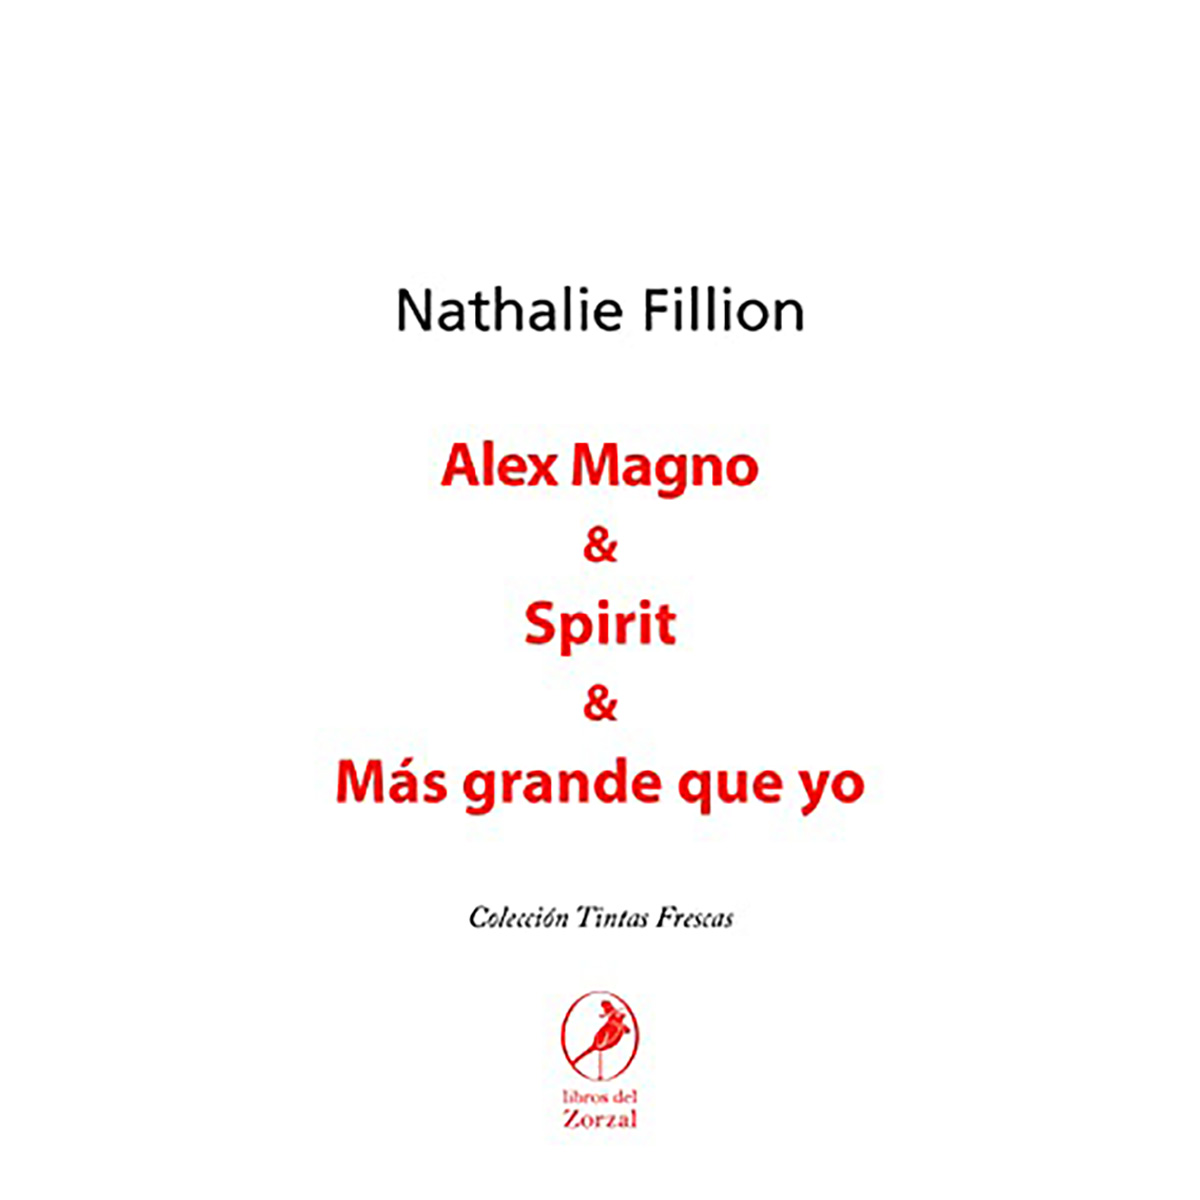 Nathalie Fillion
Alex Magno
&
Spirit
&
Más grande que yo
Colección Tintas Frescas
libros del
Zorzal